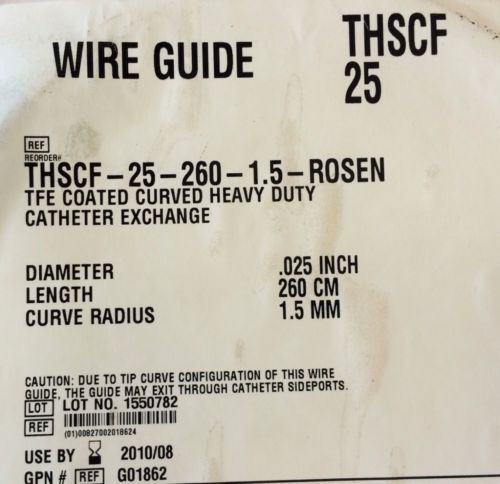 WIRE GUIDE
THSCF
25
REF
REORDER#
THSCF-25-260-1.5-ROSEN
TFE COATED CURVED HEAVY DUTY
CATHETER EXCHANGE
DIAMETER .025 INCH
LENGTH 260 CM
CURVE RADIUS 1.5 MM
CAUTION: DUE TO TIP CURVE CONFIGURATION OF THIS WIRE
GUIDE, THE GUIDE MAY EXIT THROUGH CATHETER SIDEPORTS.
LOT LOT NO. 1550782
REF
(01)00827002018624
USE BY 2010/08
GPN # REF G01862